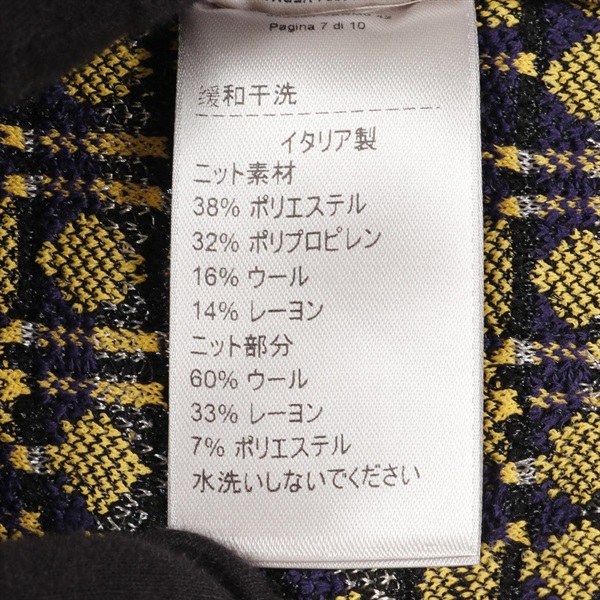 Pagina 7 di 10
缓和干洗
イタリア製
ニット素材
38% ポリエステル
32% ポリプロピレン
16% ウール
14% レーヨン
ニット部分
60% ウール
33% レーヨン
7% ポリエステル
水洗いしないでください